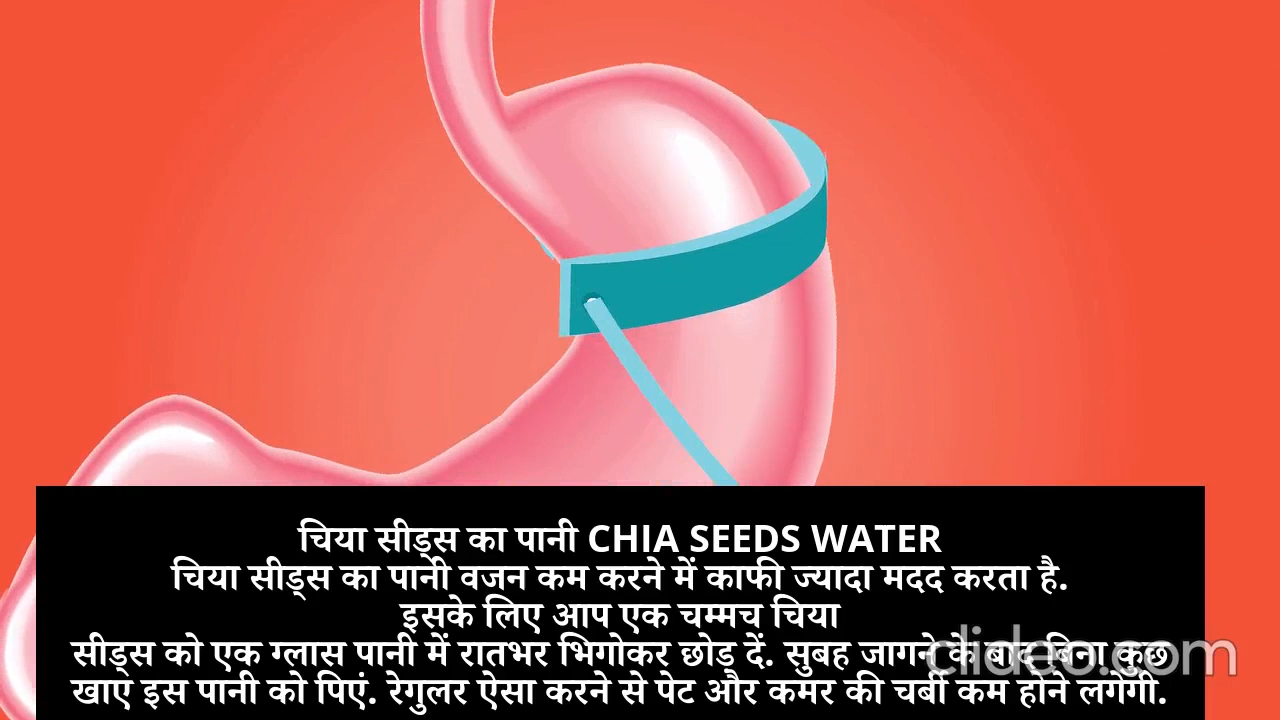 चिया सीड्स का पानी CHIA SEEDS WATER
चिया सीड्स का पानी वजन कम करने में काफी ज्यादा मदद करता है.
इसके लिए आप एक चम्मच चिया
सीड्स को एक ग्लास पानी में रातभर भिगोकर छोड़ दें. सुबह जागने के बाद बिना कुछ
खाए इस पानी को पिएं. रेगुलर ऐसा करने से पेट और कमर की चर्बी कम होने लगेगी.
clideo.com